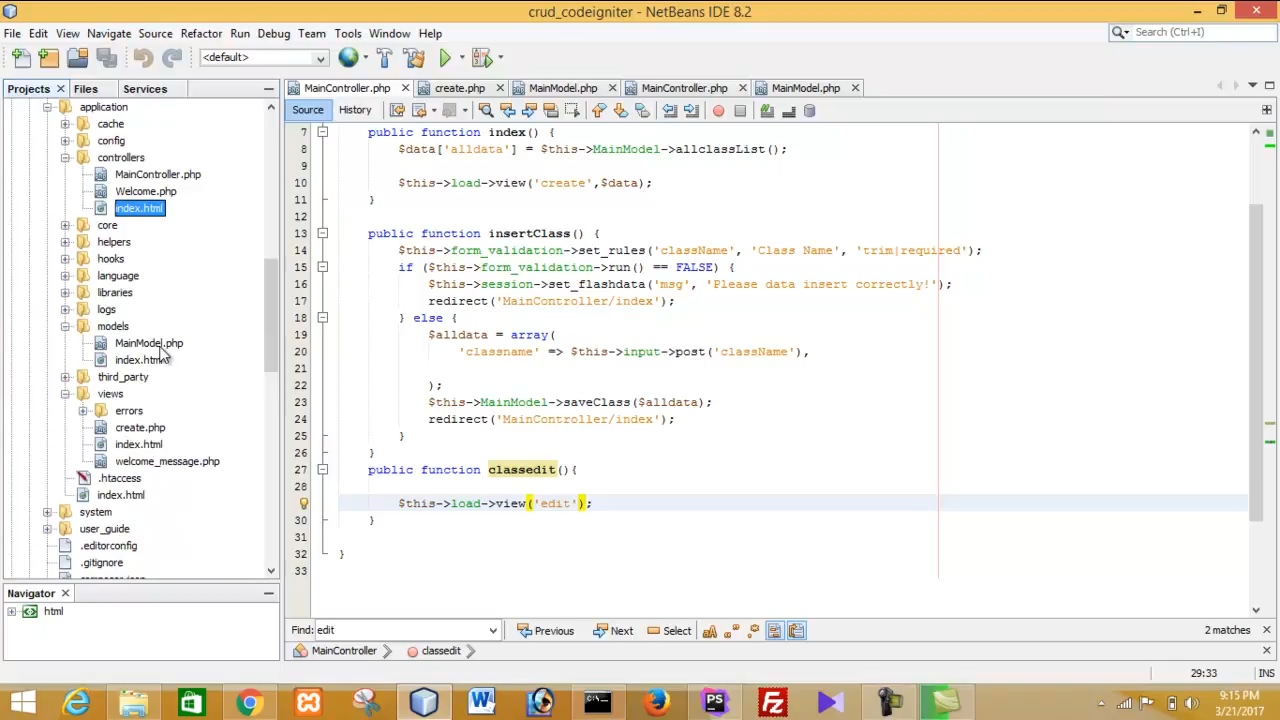 crud_codeigniter - NetBeans IDE 8.2
File Edit View Navigate Source Refactor Run Debug Team Tools Window Help
Search (Ctrl+I)
<default>
Projects Files Services
MainController.php create.php MainModel.php MainController.php MainModel.php
Source History
application
cache
config
controllers
MainController.php
Welcome.php
index.html
core
helpers
hooks
language
libraries
logs
models
MainModel.php
index.html
third_party
views
errors
create.php
index.html
welcome_message.php
.htaccess
index.html
system
user_guide
.editorconfig
.gitignore
7 public function index() {
8 $data['alldata'] = $this->MainModel->allclassList();
9
10 $this->load->view('create',$data);
11 }
12
13 public function insertClass() {
14 $this->form_validation->set_rules('className', 'Class Name', 'trim|required');
15 if ($this->form_validation->run() == FALSE) {
16 $this->session->set_flashdata('msg', 'Please data insert correctly!');
17 redirect('MainController/index');
18 } else {
19 $alldata = array(
20 'classname' => $this->input->post('className'),
21
22 );
23 $this->MainModel->saveClass($alldata);
24 redirect('MainController/index');
25 }
26 }
27 public function classedit(){
28
$this->load->view('edit');
30 }
31
32 }
33
Navigator
html
Find: edit Previous Next Select 2 matches
MainController classedit
29:33 INS
9:15 PM
3/21/2017